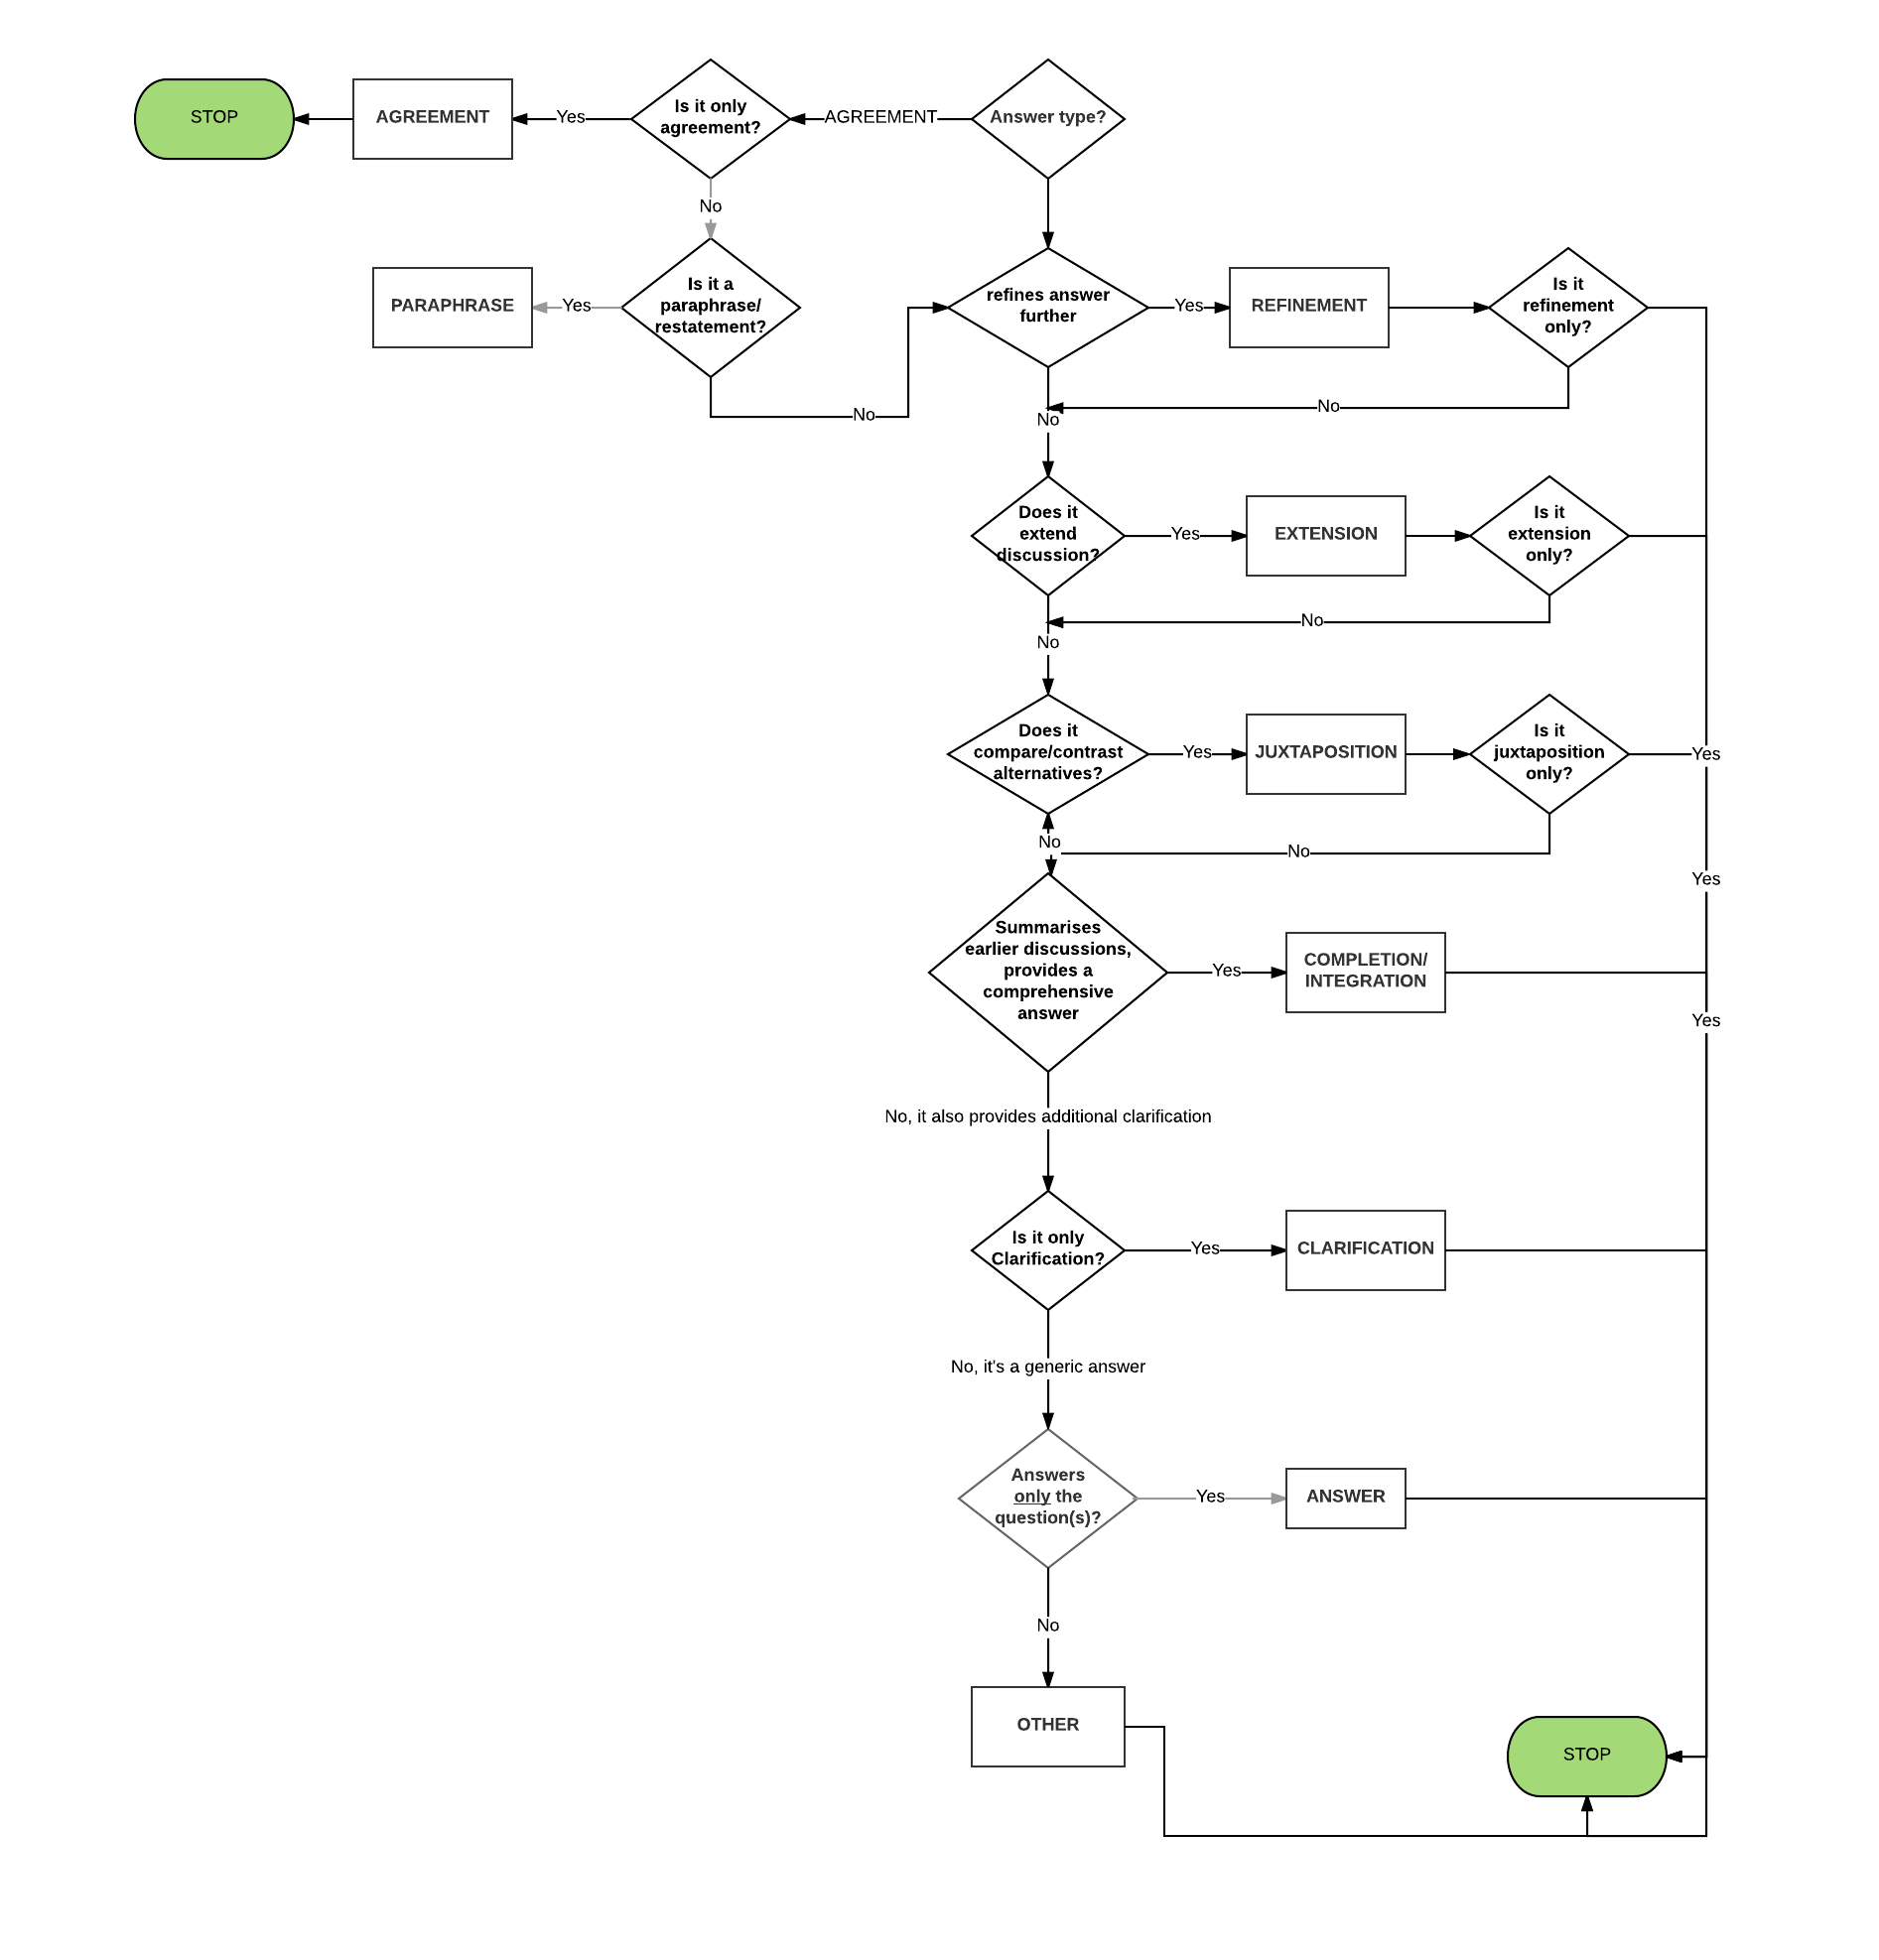 STOP
AGREEMENT
Yes
Is it only
agreement?
AGREEMENT
Answer type?
No
PARAPHRASE
Yes
Is it a
paraphrase/
restatement?
No
refines answer
further
Yes
REFINEMENT
Is it
refinement
only?
No
No
Does it
extend
discussion?
Yes
EXTENSION
Is it
extension
only?
No
No
Does it
compare/contrast
alternatives?
Yes
JUXTAPOSITION
Is it
juxtaposition
only?
Yes
No
No
Yes
Summarises
earlier discussions,
provides a
comprehensive
answer
Yes
COMPLETION/
INTEGRATION
Yes
No, it also provides additional clarification
Is it only
Clarification?
Yes
CLARIFICATION
No, it's a generic answer
Answers
only the
question(s)?
Yes
ANSWER
No
OTHER
STOP